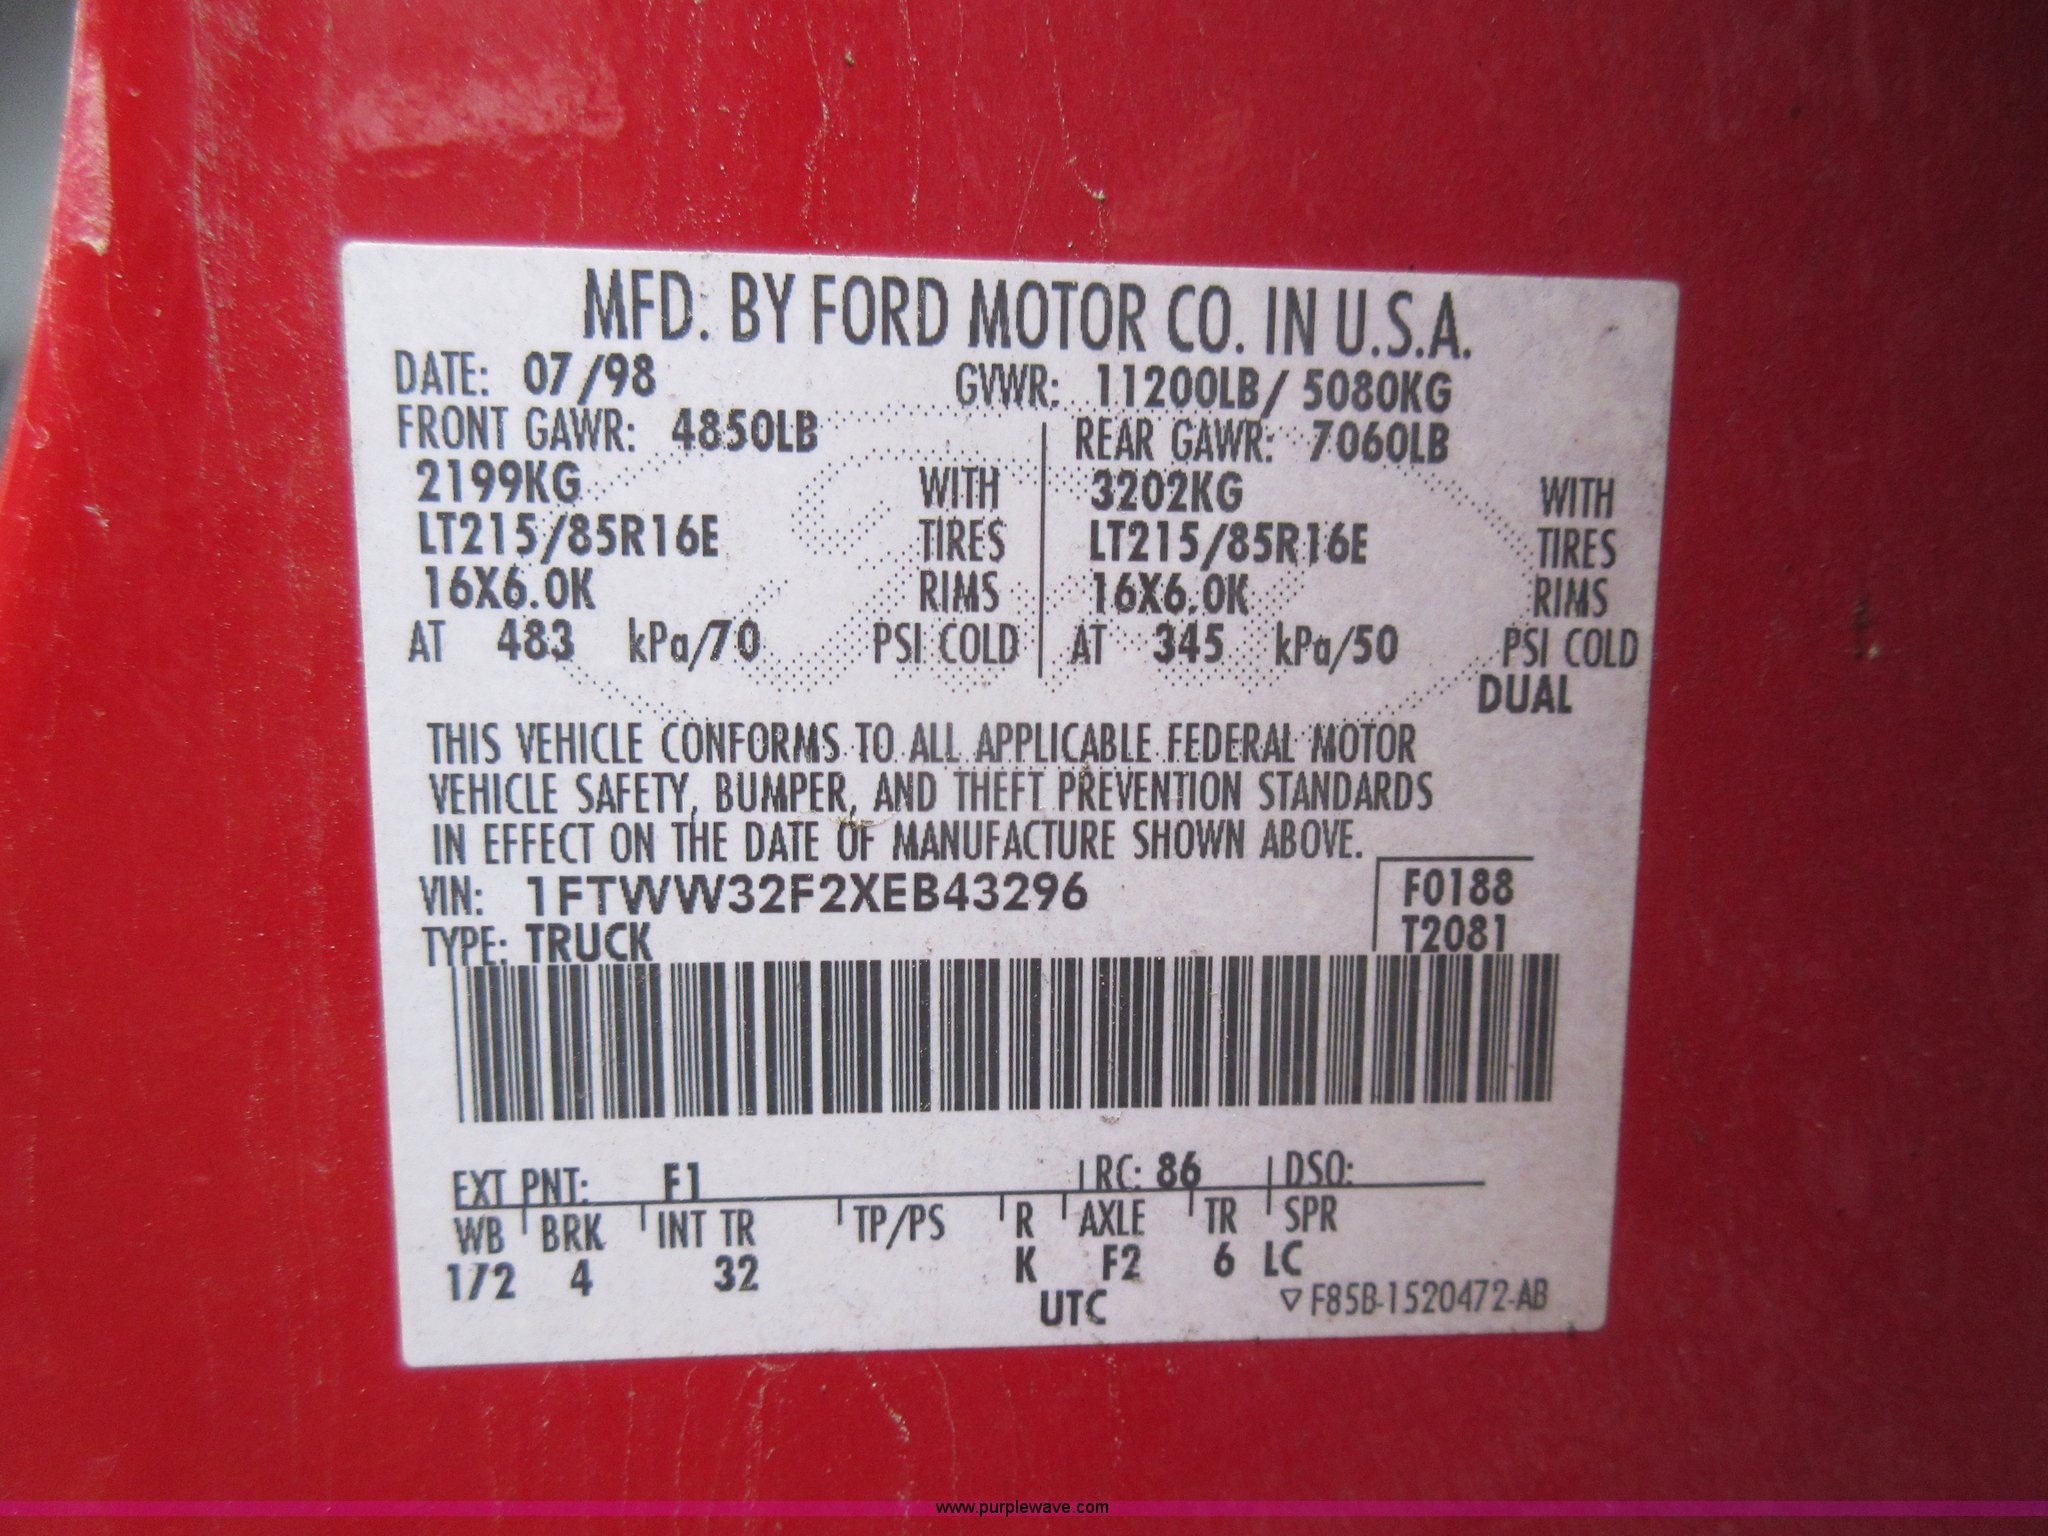 MFD. BY FORD MOTOR CO. IN U.S.A.
DATE: 07/98 GVWR: 11200LB/ 5080KG
FRONT GAWR: 4850LB REAR GAWR: 7060LB
2199KG WITH 3202KG WITH
LT215/85R16E TIRES LT215/85R16E TIRES
16X6.0K RIMS 16X6.0K RIMS
AT 483 kPa/70 PSI COLD AT 345 kPa/50 PSI COLD
DUAL
THIS VEHICLE CONFORMS TO ALL APPLICABLE FEDERAL MOTOR
VEHICLE SAFETY, BUMPER, AND THEFT PREVENTION STANDARDS
IN EFFECT ON THE DATE OF MANUFACTURE SHOWN ABOVE.
VIN: 1FTWW32F2XEB43296 F0188
TYPE: TRUCK T2081
EXT PNT: F1 RC: 86 DSO:
WB BRK INT TR TP/PS R AXLE TR SPR
172 4 32 K F2 6 LC
UTC ▽ F85B-1520472-AB
www.purplewave.com